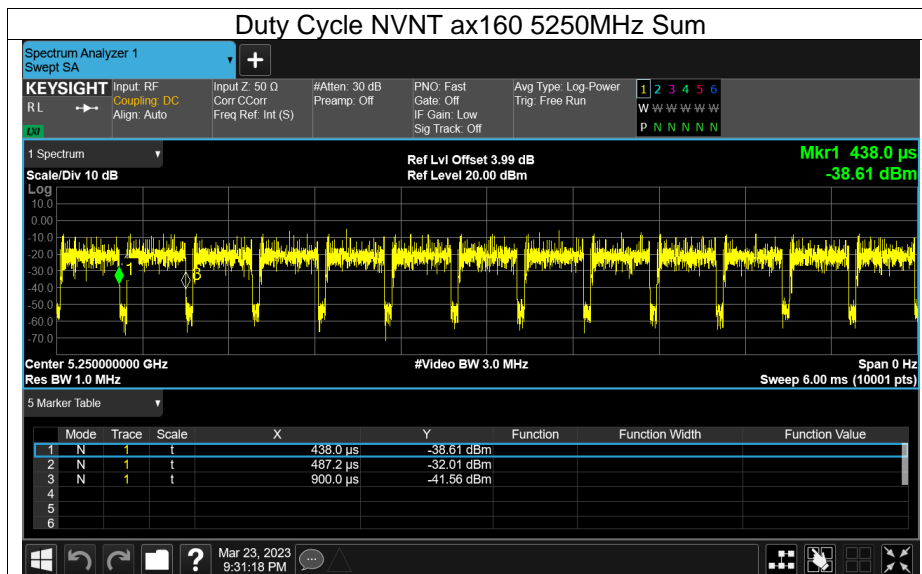 Duty Cycle NVNT ax160 5250MHz Sum
Spectrum Analyzer 1
Swept SA
+
KEYSIGHT
R L
LXI
Input: RF
Coupling: DC
Align: Auto
Input Z: 50 Ω
Corr CCorr
Freq Ref: Int (S)
#Atten: 30 dB
Preamp: Off
PNO: Fast
Gate: Off
IF Gain: Low
Sig Track: Off
Avg Type: Log-Power
Trig: Free Run
1 2 3 4 5 6
W W W W W W
P N N N N N
1 Spectrum
Scale/Div 10 dB
Ref Lvl Offset 3.99 dB
Ref Level 20.00 dBm
Mkr1 438.0 µs
-38.61 dBm
Log
10.0
0.00
-10.0
-20.0
-30.0
-40.0
-50.0
-60.0
-70.0
1
3
Center 5.250000000 GHz
#Video BW 3.0 MHz
Span 0 Hz
Res BW 1.0 MHz
Sweep 6.00 ms (10001 pts)
5 Marker Table
Mode Trace Scale X Y Function Function Width Function Value
1 N 1 t 438.0 µs -38.61 dBm
2 N 1 t 487.2 µs -32.01 dBm
3 N 1 t 900.0 µs -41.56 dBm
4
5
6
?
Mar 23, 2023
9:31:18 PM